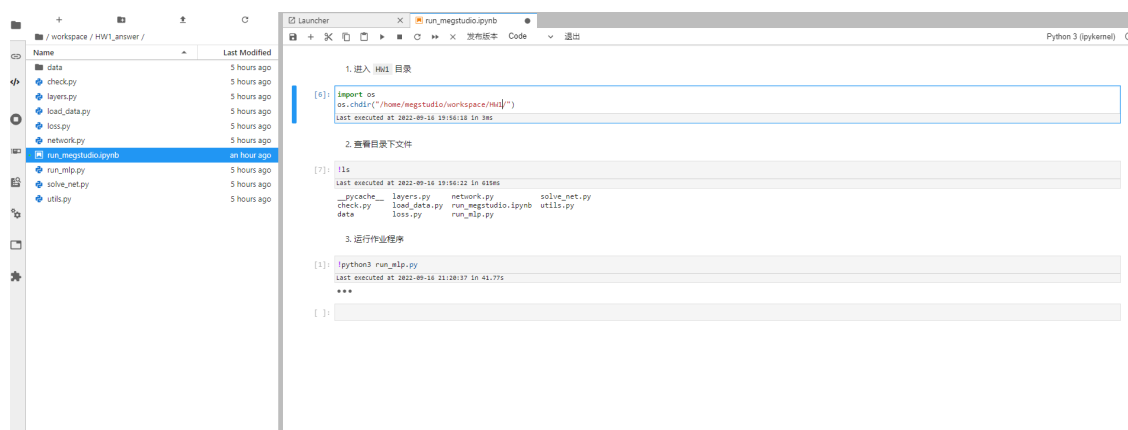 / workspace / HW1_answer /
Name Last Modified
data 5 hours ago
check.py 5 hours ago
layers.py 5 hours ago
load_data.py 5 hours ago
loss.py 5 hours ago
network.py 5 hours ago
run_megstudio.ipynb an hour ago
run_mlp.py 5 hours ago
solve_net.py 5 hours ago
utils.py 5 hours ago
Launcher run_megstudio.ipynb
发布版本 Code 退出 Python 3 (ipykernel)
1. 进入 HW1 目录
[6]: import os
os.chdir("/home/megstudio/workspace/HW1/")
Last executed at 2022-09-16 19:56:18 in 3ms
2. 查看目录下文件
[7]: !ls
Last executed at 2022-09-16 19:56:22 in 615ms
__pycache__ layers.py network.py solve_net.py
check.py load_data.py run_megstudio.ipynb utils.py
data loss.py run_mlp.py
3. 运行作业程序
[1]: !python3 run_mlp.py
Last executed at 2022-09-16 21:20:37 in 41.77s
[ ]: